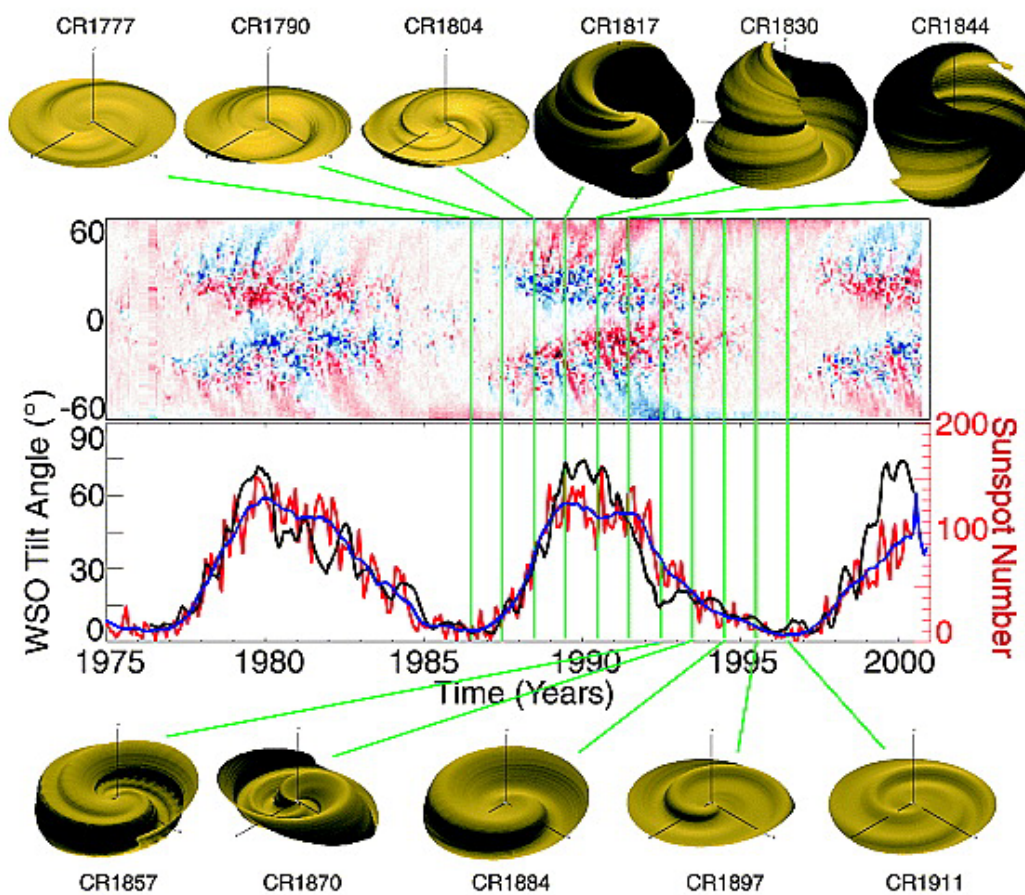 CR1777 CR1790 CR1804 CR1817 CR1830 CR1844
60
0
-60
90
60
30
0
WSO Tilt Angle (°)
200
100
0
Sunspot Number
1975 1980 1985 1990 1995 2000
Time (Years)
CR1857 CR1870 CR1884 CR1897 CR1911